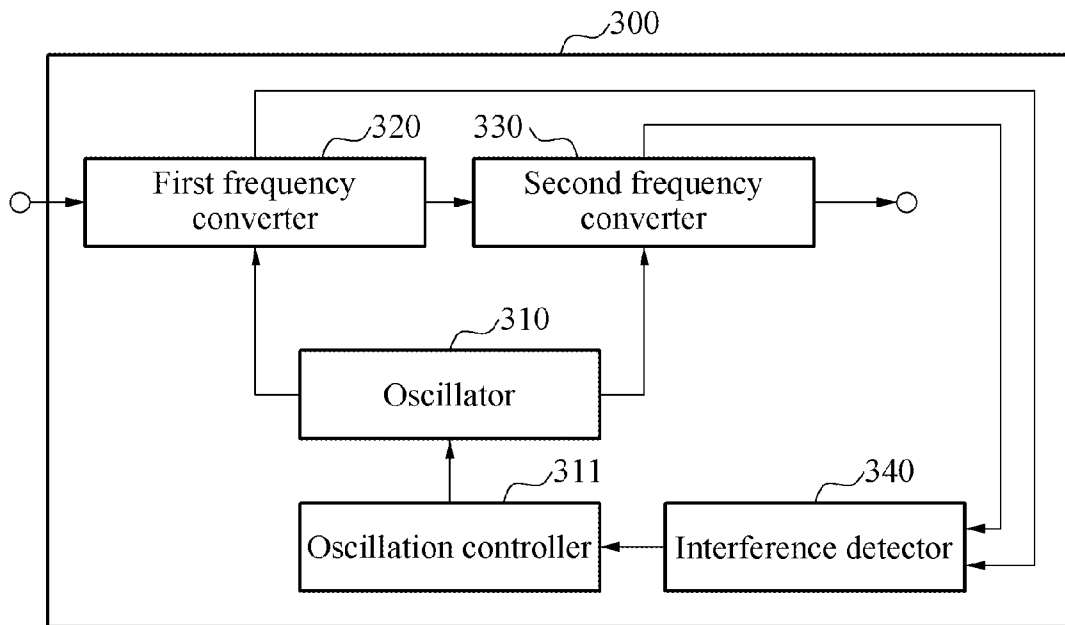 300
320
330
First frequency
converter
Second frequency
converter
310
Oscillator
311
340
Oscillation controller
Interference detector